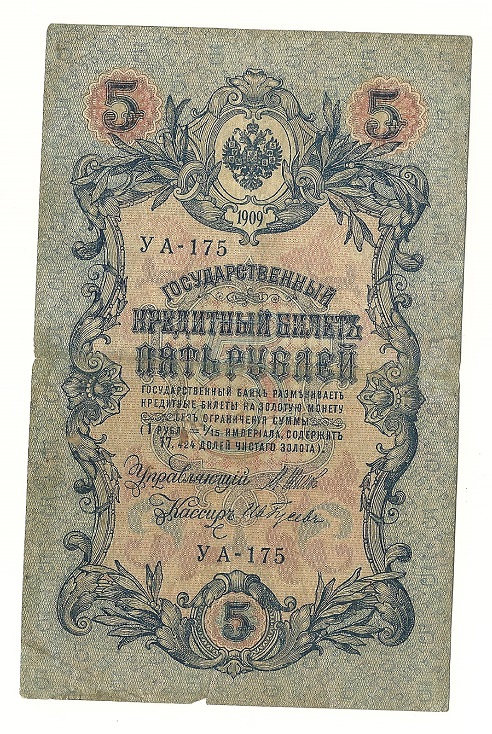 5 5
1909
УА-175
ГОСУДАРСТВЕННЫЙ
КРЕДИТНЫЙ БИЛЕТЪ
ПЯТЬ РУБЛЕЙ
ГОСУДАРСТВЕННЫЙ БАНКЪ РАЗМѢНИВАЕТЪ
КРЕДИТНЫЕ БИЛЕТЫ НА ЗОЛОТУЮ МОНЕТУ
БЕЗЪ ОГРАНИЧЕНІЯ СУММЫ
(1 РУБЛЬ = 1/15 ИМПЕРІАЛА, СОДЕРЖИТЪ
17,424 ДОЛЕЙ ЧИСТАГО ЗОЛОТА).
Управляющій
Кассиръ
УА-175
5